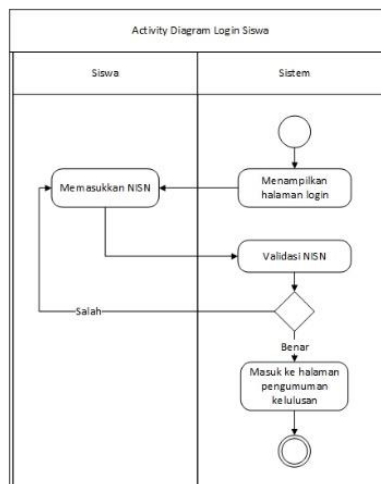 Activity Diagram Login Siswa
Siswa
Sistem
Menampilkan
halaman login
Memasukkan NISN
Validasi NISN
Salah
Benar
Masuk ke halaman
pengumuman
kelulusan